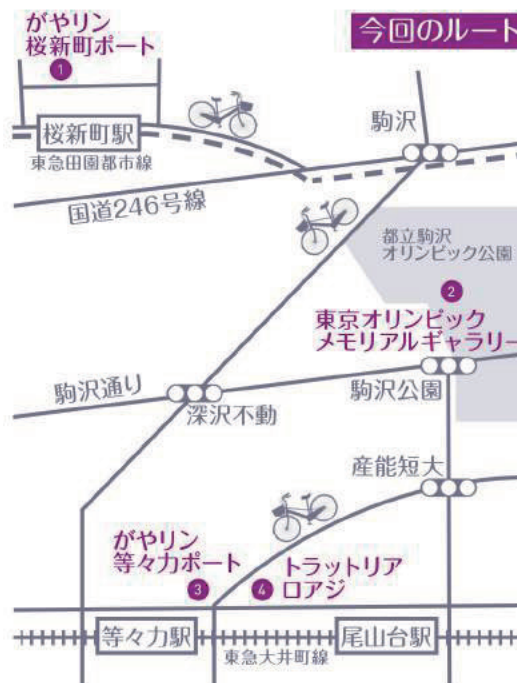 今回のルート
がやリン
桜新町ポート
1
桜新町駅
東急田園都市線
国道246号線
駒沢
都立駒沢
オリンピック公園
2
東京オリンピック
メモリアルギャラリー
駒沢通り
深沢不動
駒沢公園
産能短大
がやリン
等々力ポート
3
4
トラットリア
ロアジ
等々力駅
東急大井町線
尾山台駅